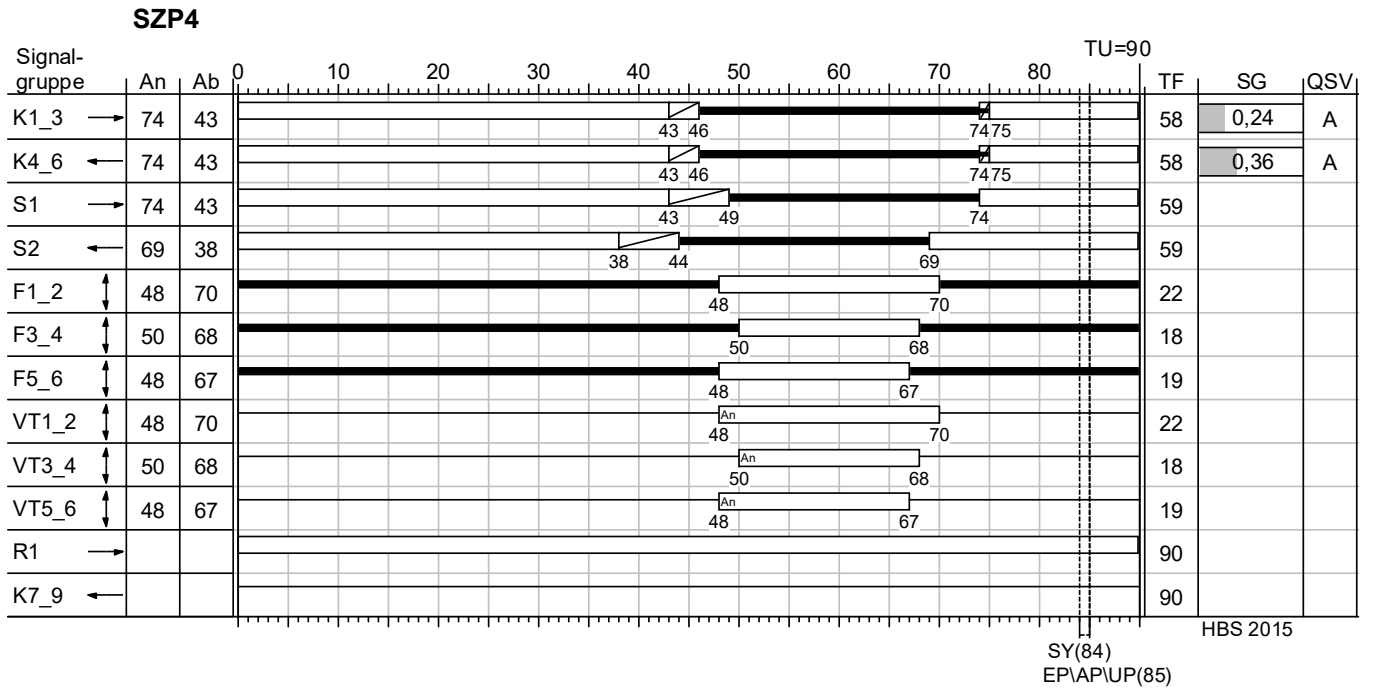 SZP4
Signal-
gruppe An Ab 0 10 20 30 40 50 60 70 80 TU=90 TF SG QSV
K1_3 74 43 43 46 74 75 58 0,24 A
K4_6 74 43 43 46 74 75 58 0,36 A
S1 74 43 43 49 74 59
S2 69 38 38 44 69 59
F1_2 48 70 48 70 22
F3_4 50 68 50 68 18
F5_6 48 67 48 67 19
VT1_2 48 70 An 48 70 22
VT3_4 50 68 An 50 68 18
VT5_6 48 67 An 48 67 19
R1 90
K7_9 90
HBS 2015
SY(84)
EP\AP\UP(85)